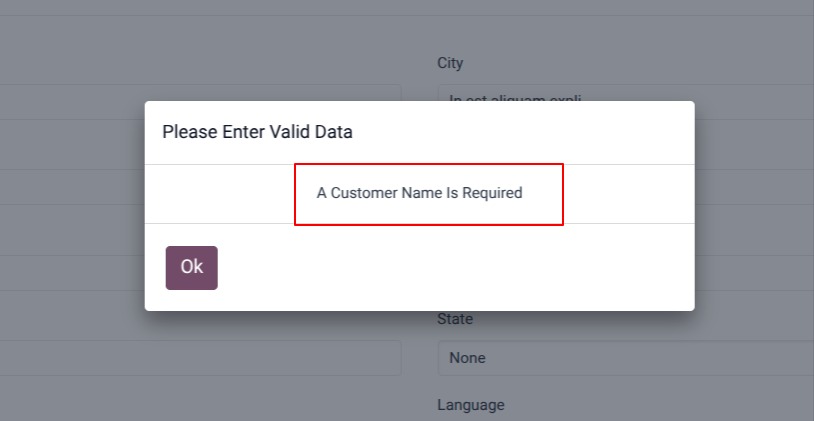 City
In est aliquam expli
Please Enter Valid Data
A Customer Name Is Required
Ok
State
None
Language